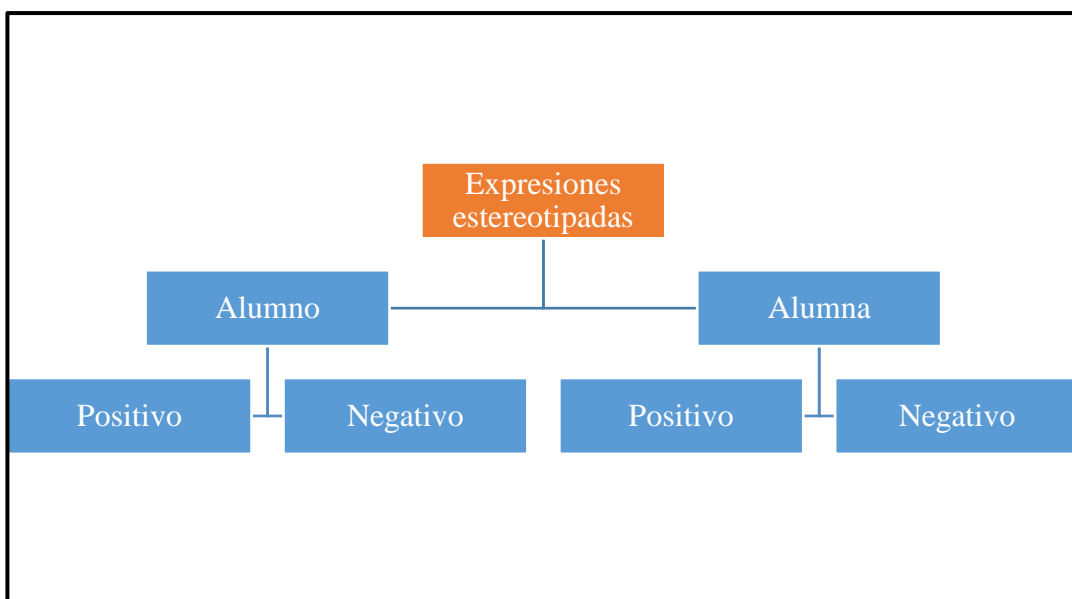 Expresiones
estereotipadas
Alumno
Alumna
Positivo
Negativo
Positivo
Negativo